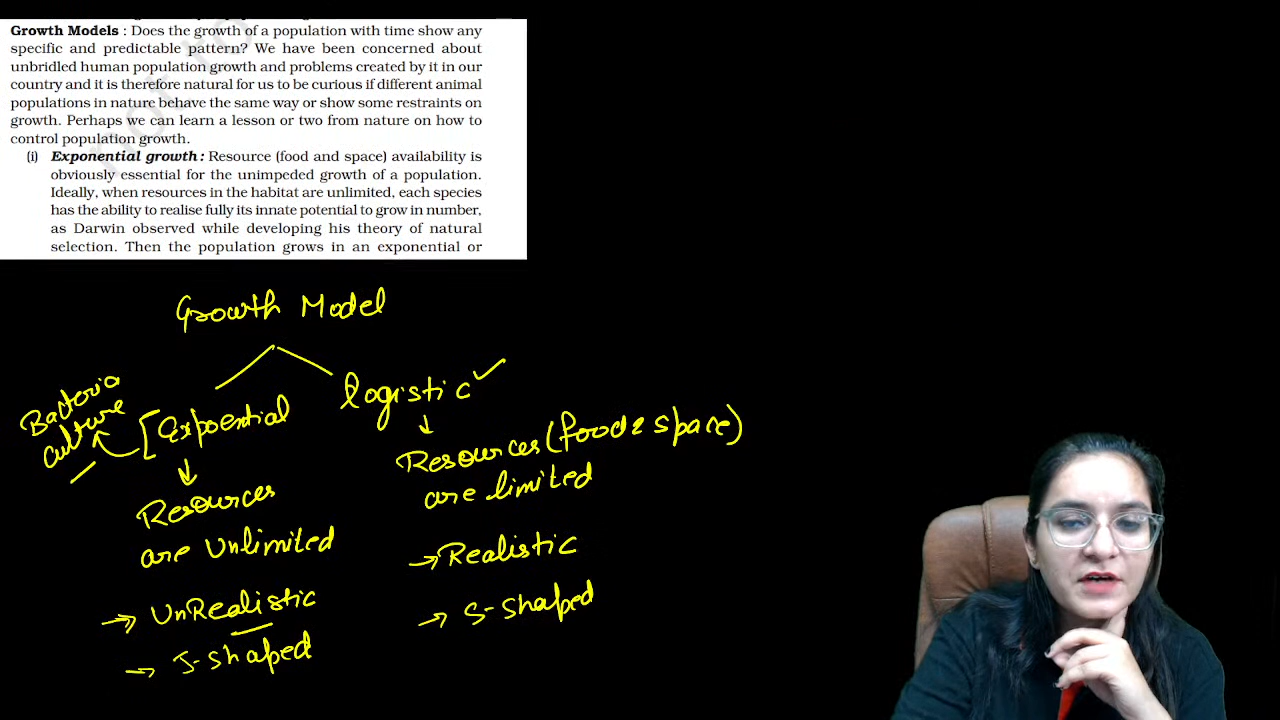 Growth Models : Does the growth of a population with time show any
specific and predictable pattern? We have been concerned about
unbridled human population growth and problems created by it in our
country and it is therefore natural for us to be curious if different animal
populations in nature behave the same way or show some restraints on
growth. Perhaps we can learn a lesson or two from nature on how to
control population growth.
(i) Exponential growth : Resource (food and space) availability is
obviously essential for the unimpeded growth of a population.
Ideally, when resources in the habitat are unlimited, each species
has the ability to realise fully its innate potential to grow in number,
as Darwin observed while developing his theory of natural
selection. Then the population grows in an exponential or
Growth Model
Bacteria
culture
Expoential
↓
Resources
are Unlimited
→ UnRealistic
→ J-shaped
logistic ✓
↓
Resources (food & space)
are limited
→ Realistic
→ S-shaped